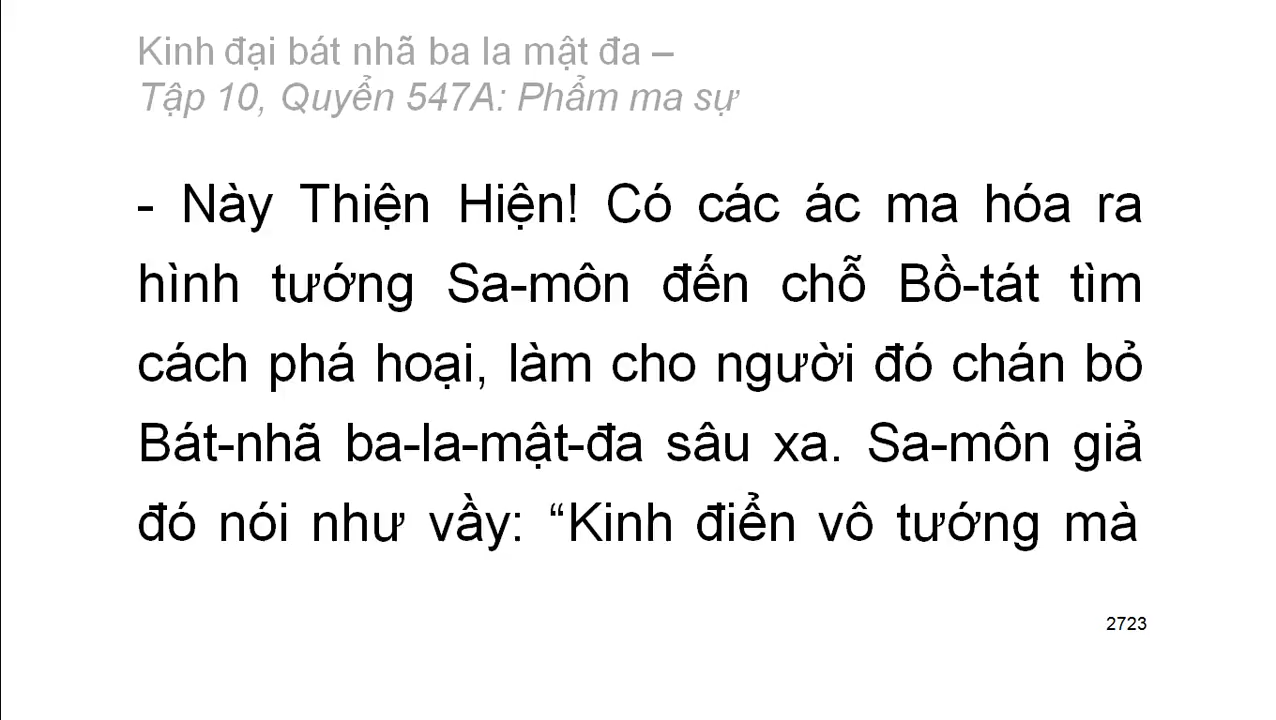 Kinh đại bát nhã ba la mật đa –
Tập 10, Quyển 547A: Phẩm ma sự
- Này Thiện Hiện! Có các ác ma hóa ra
hình tướng Sa-môn đến chỗ Bồ-tát tìm
cách phá hoại, làm cho người đó chán bỏ
Bát-nhã ba-la-mật-đa sâu xa. Sa-môn giả
đó nói như vầy: “Kinh điển vô tướng mà
2723